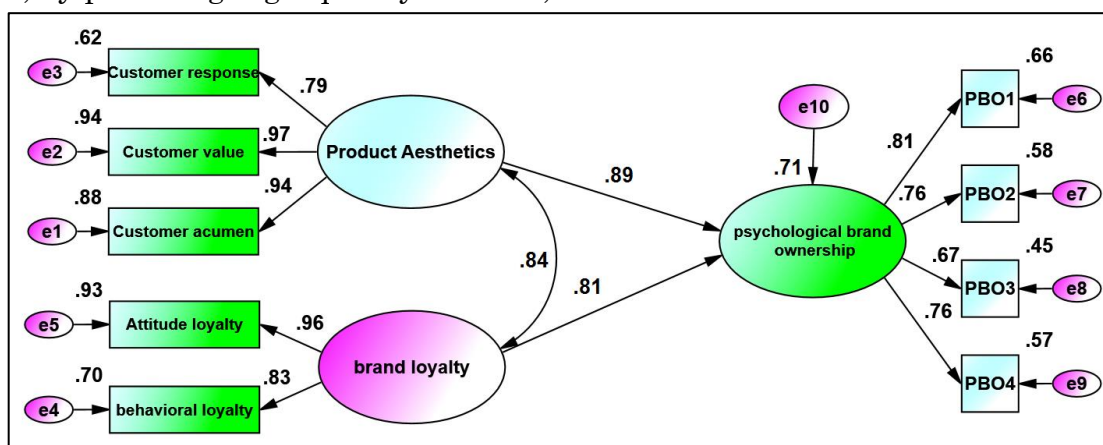 .62
e3
Customer response
.79
.94
e2
Customer value
.97
.88
e1
Customer acumen
.94
Product Aesthetics
.93
e5
Attitude loyalty
.96
.70
e4
behavioral loyalty
.83
brand loyalty
.84
.89
.81
e10
.71
psychological brand
ownership
.81
.66
PBO1
e6
.76
.58
PBO2
e7
.67
.45
PBO3
e8
.76
.57
PBO4
e9